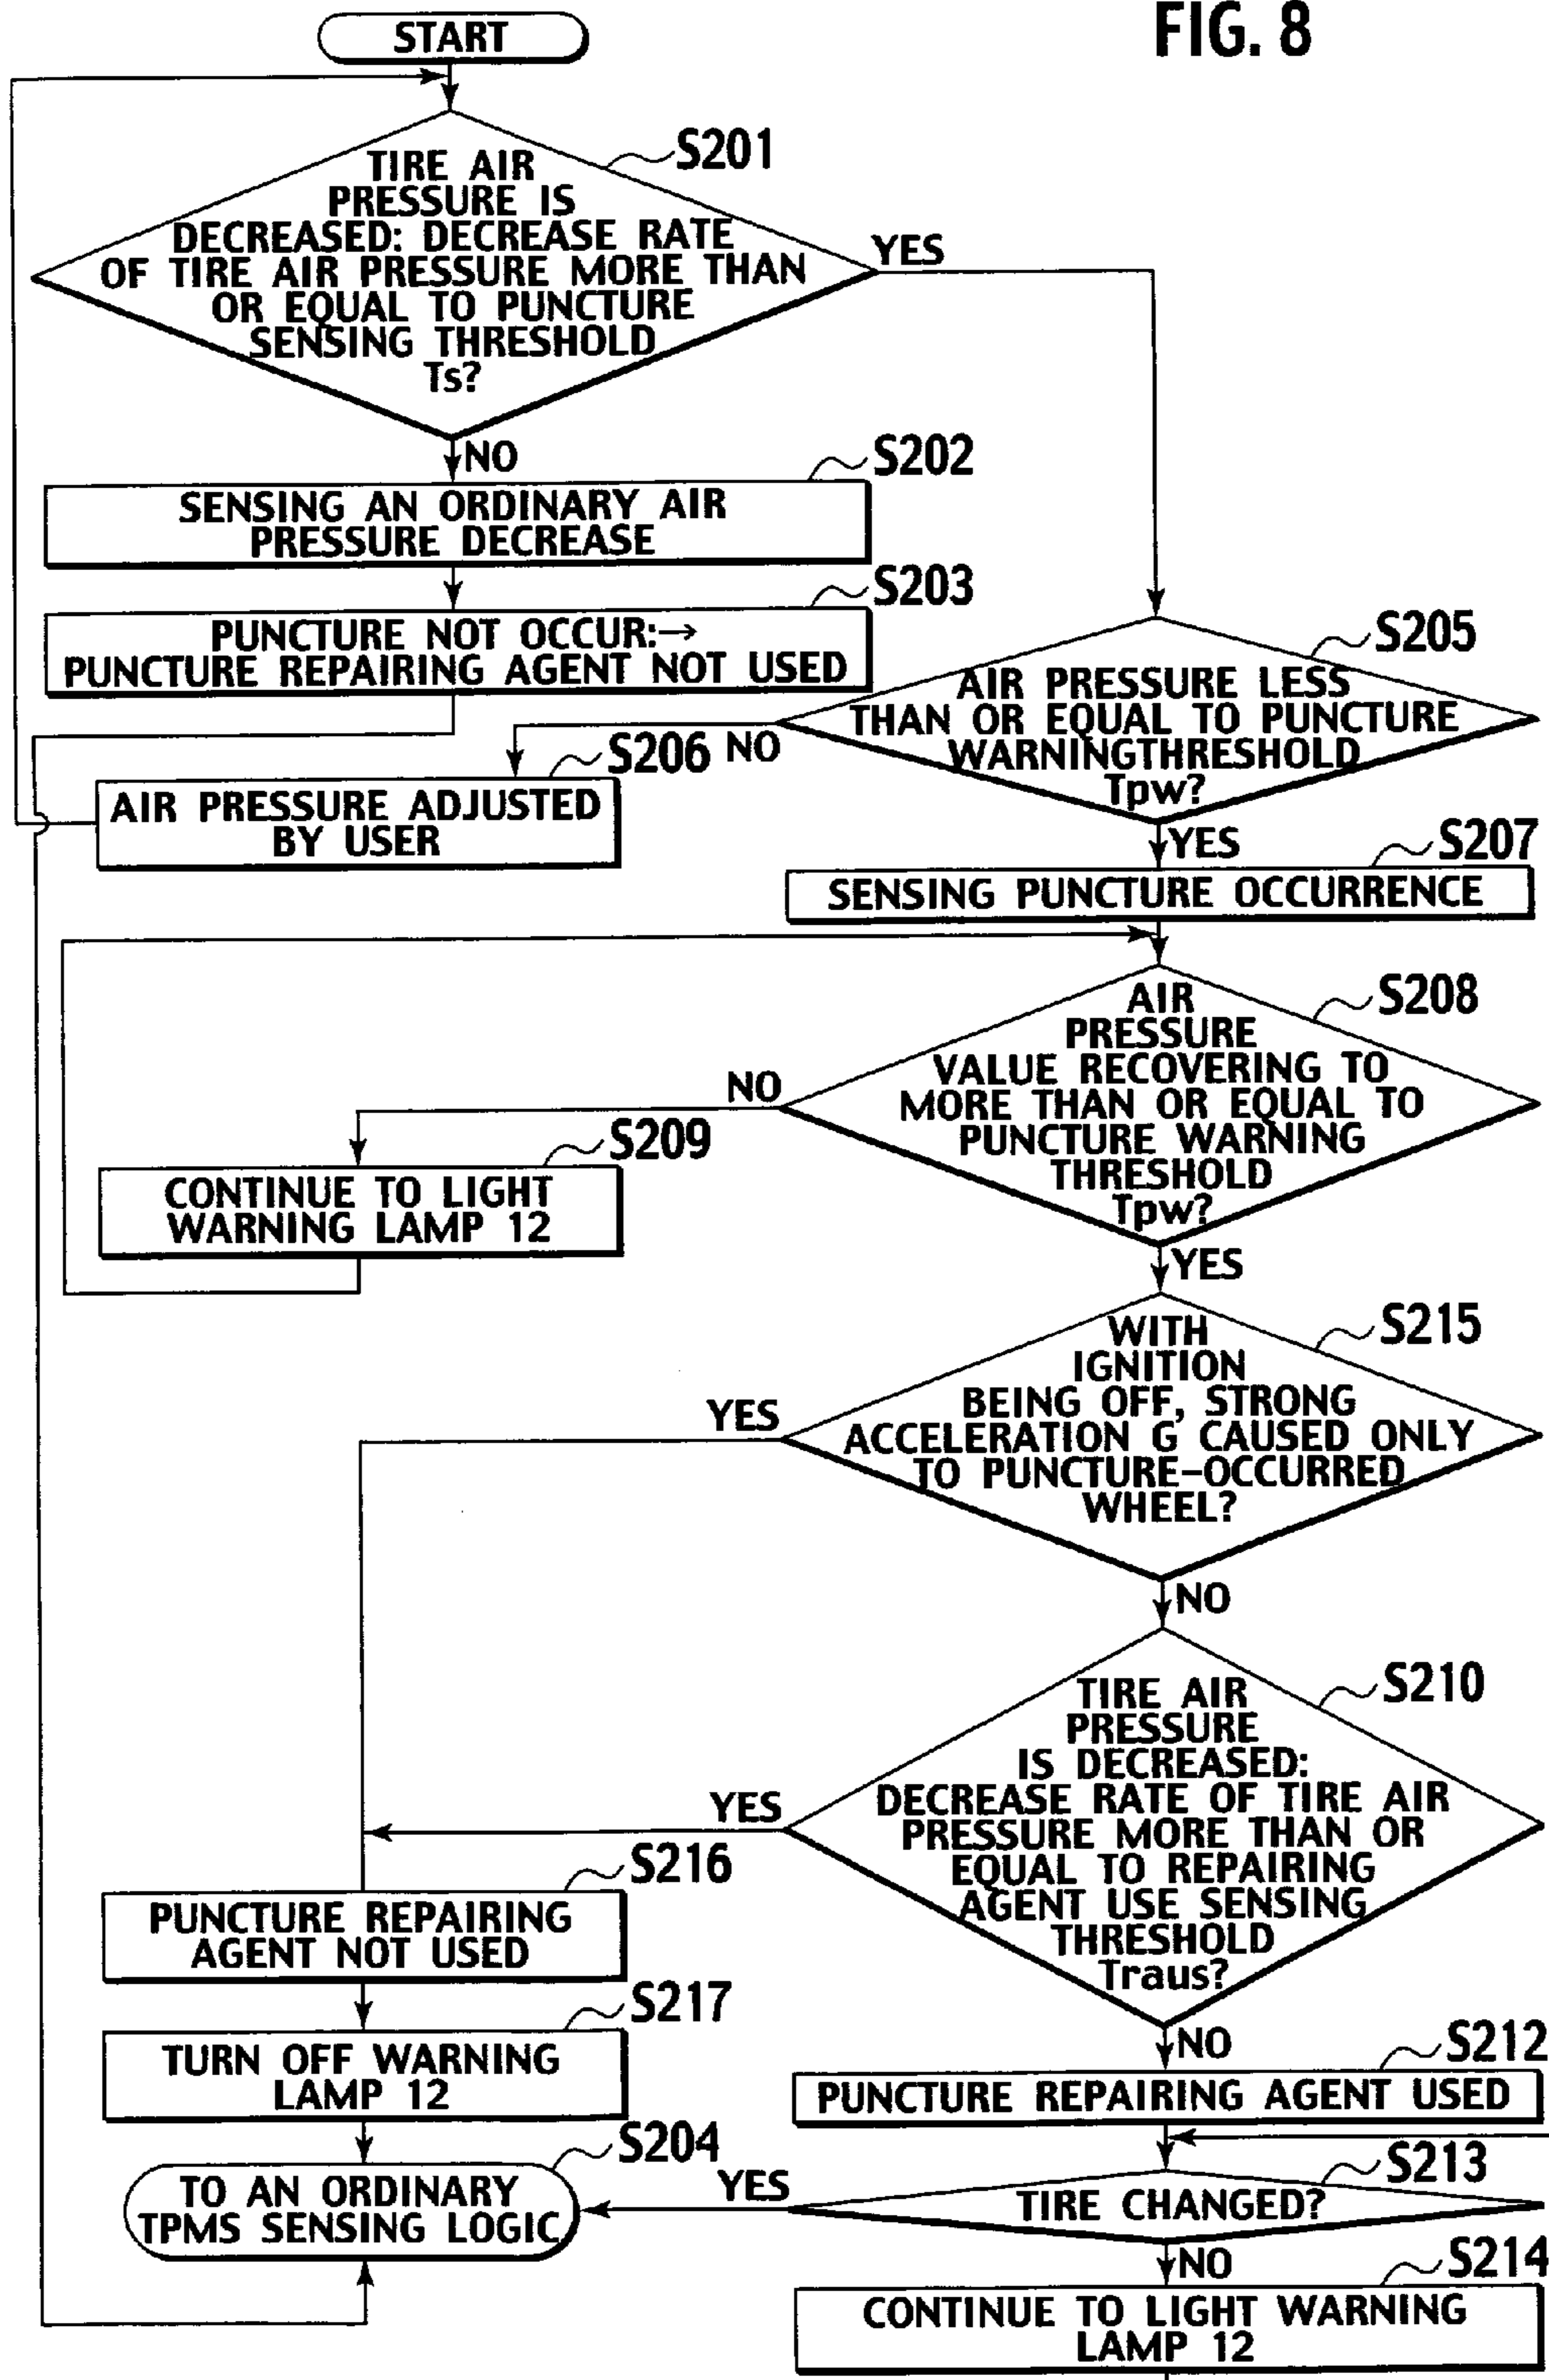 FIG. 8
START
S201
TIRE AIR
PRESSURE IS
DECREASED: DECREASE RATE
OF TIRE AIR PRESSURE MORE THAN
OR EQUAL TO PUNCTURE
SENSING THRESHOLD
Ts?
YES
NO
S202
SENSING AN ORDINARY AIR
PRESSURE DECREASE
S203
PUNCTURE NOT OCCUR:→
PUNCTURE REPAIRING AGENT NOT USED
S205
AIR PRESSURE LESS
THAN OR EQUAL TO PUNCTURE
WARNINGTHRESHOLD
Tpw?
NO
S206
AIR PRESSURE ADJUSTED
BY USER
YES
S207
SENSING PUNCTURE OCCURRENCE
S208
AIR
PRESSURE
VALUE RECOVERING TO
MORE THAN OR EQUAL TO
PUNCTURE WARNING
THRESHOLD
Tpw?
NO
S209
CONTINUE TO LIGHT
WARNING LAMP 12
YES
S215
WITH
IGNITION
BEING OFF, STRONG
ACCELERATION G CAUSED ONLY
TO PUNCTURE-OCCURRED
WHEEL?
YES
NO
S210
TIRE AIR
PRESSURE
IS DECREASED:
DECREASE RATE OF TIRE AIR
PRESSURE MORE THAN OR
EQUAL TO REPAIRING
AGENT USE SENSING
THRESHOLD
Traus?
YES
S216
PUNCTURE REPAIRING
AGENT NOT USED
S217
TURN OFF WARNING
LAMP 12
NO
S212
PUNCTURE REPAIRING AGENT USED
S204
TO AN ORDINARY
TPMS SENSING LOGIC
YES
S213
TIRE CHANGED?
NO
S214
CONTINUE TO LIGHT WARNING
LAMP 12